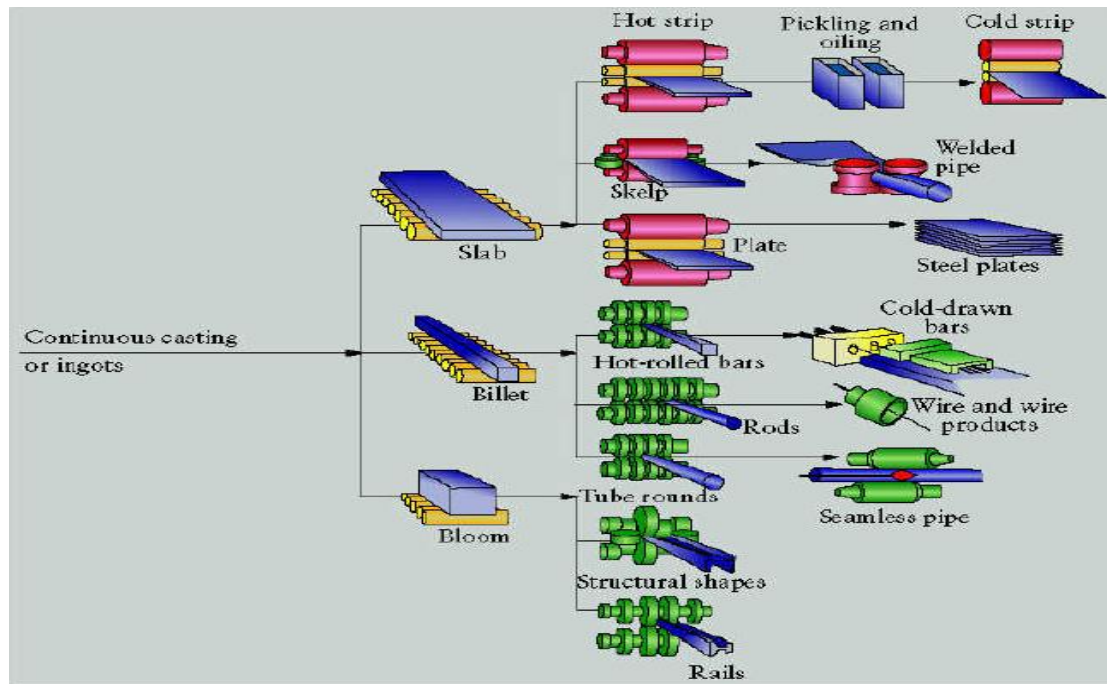 Hot strip
Pickling and
oiling
Cold strip
Skelp
Welded
pipe
Slab
Plate
Steel plates
Continuous casting
or ingots
Billet
Hot-rolled bars
Cold-drawn
bars
Rods
Wire and wire
products
Tube rounds
Seamless pipe
Bloom
Structural shapes
Rails